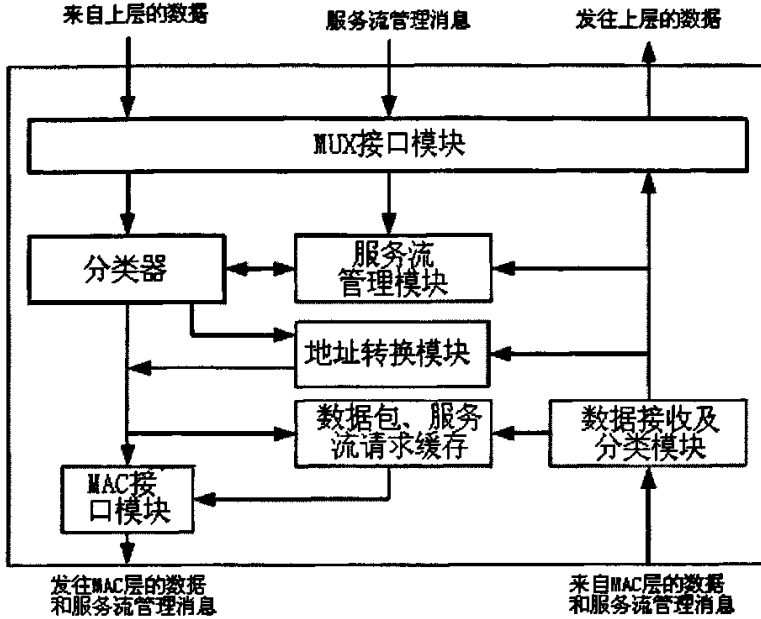 来自上层的数据
服务流管理消息
发往上层的数据
MUX接口模块
分类器
服务流
管理模块
地址转换模块
数据包、服务
流请求缓存
数据接收及
分类模块
MAC接
口模块
发往MAC层的数据
和服务流管理消息
来自MAC层的数据
和服务流管理消息